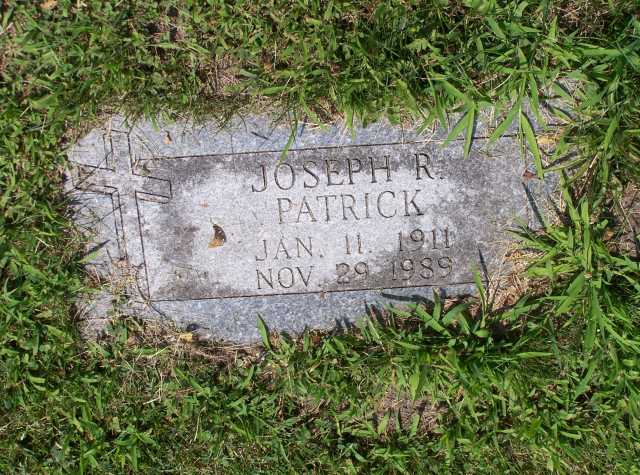 JOSEPH R.
PATRICK
JAN. 11. 1911
NOV. 29 1989